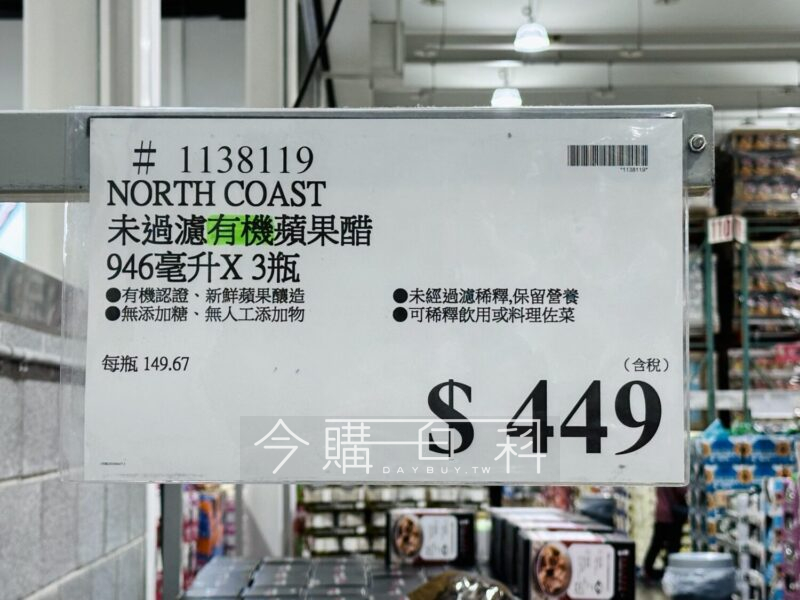 # 1138119
*1138119*
NORTH COAST
未過濾有機蘋果醋
946毫升X 3瓶
●有機認證、新鮮蘋果釀造
●未經過濾稀釋,保留營養
●無添加糖、無人工添加物
●可稀釋飲用或料理佐菜
每瓶 149.67
(含稅)
$ 449
今購百科
DAYBUY.TW
110